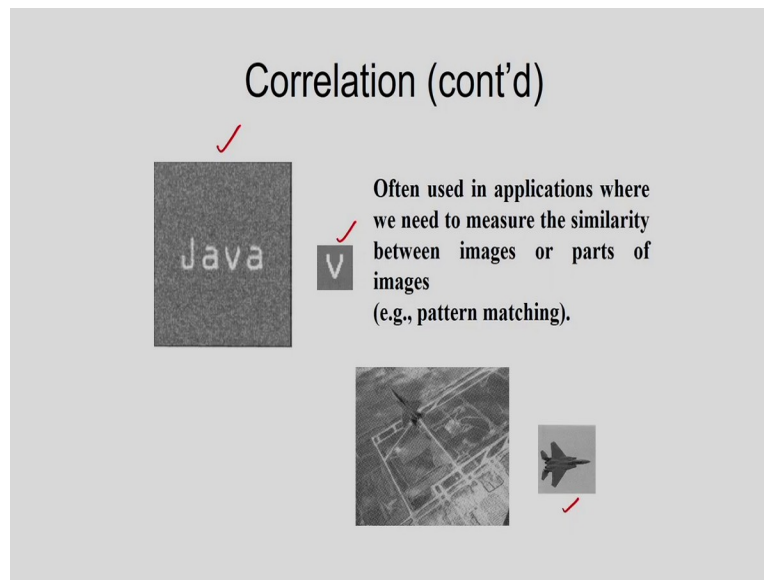 Correlation (cont'd)
Java
V
Often used in applications where
we need to measure the similarity
between images or parts of
images
(e.g., pattern matching).